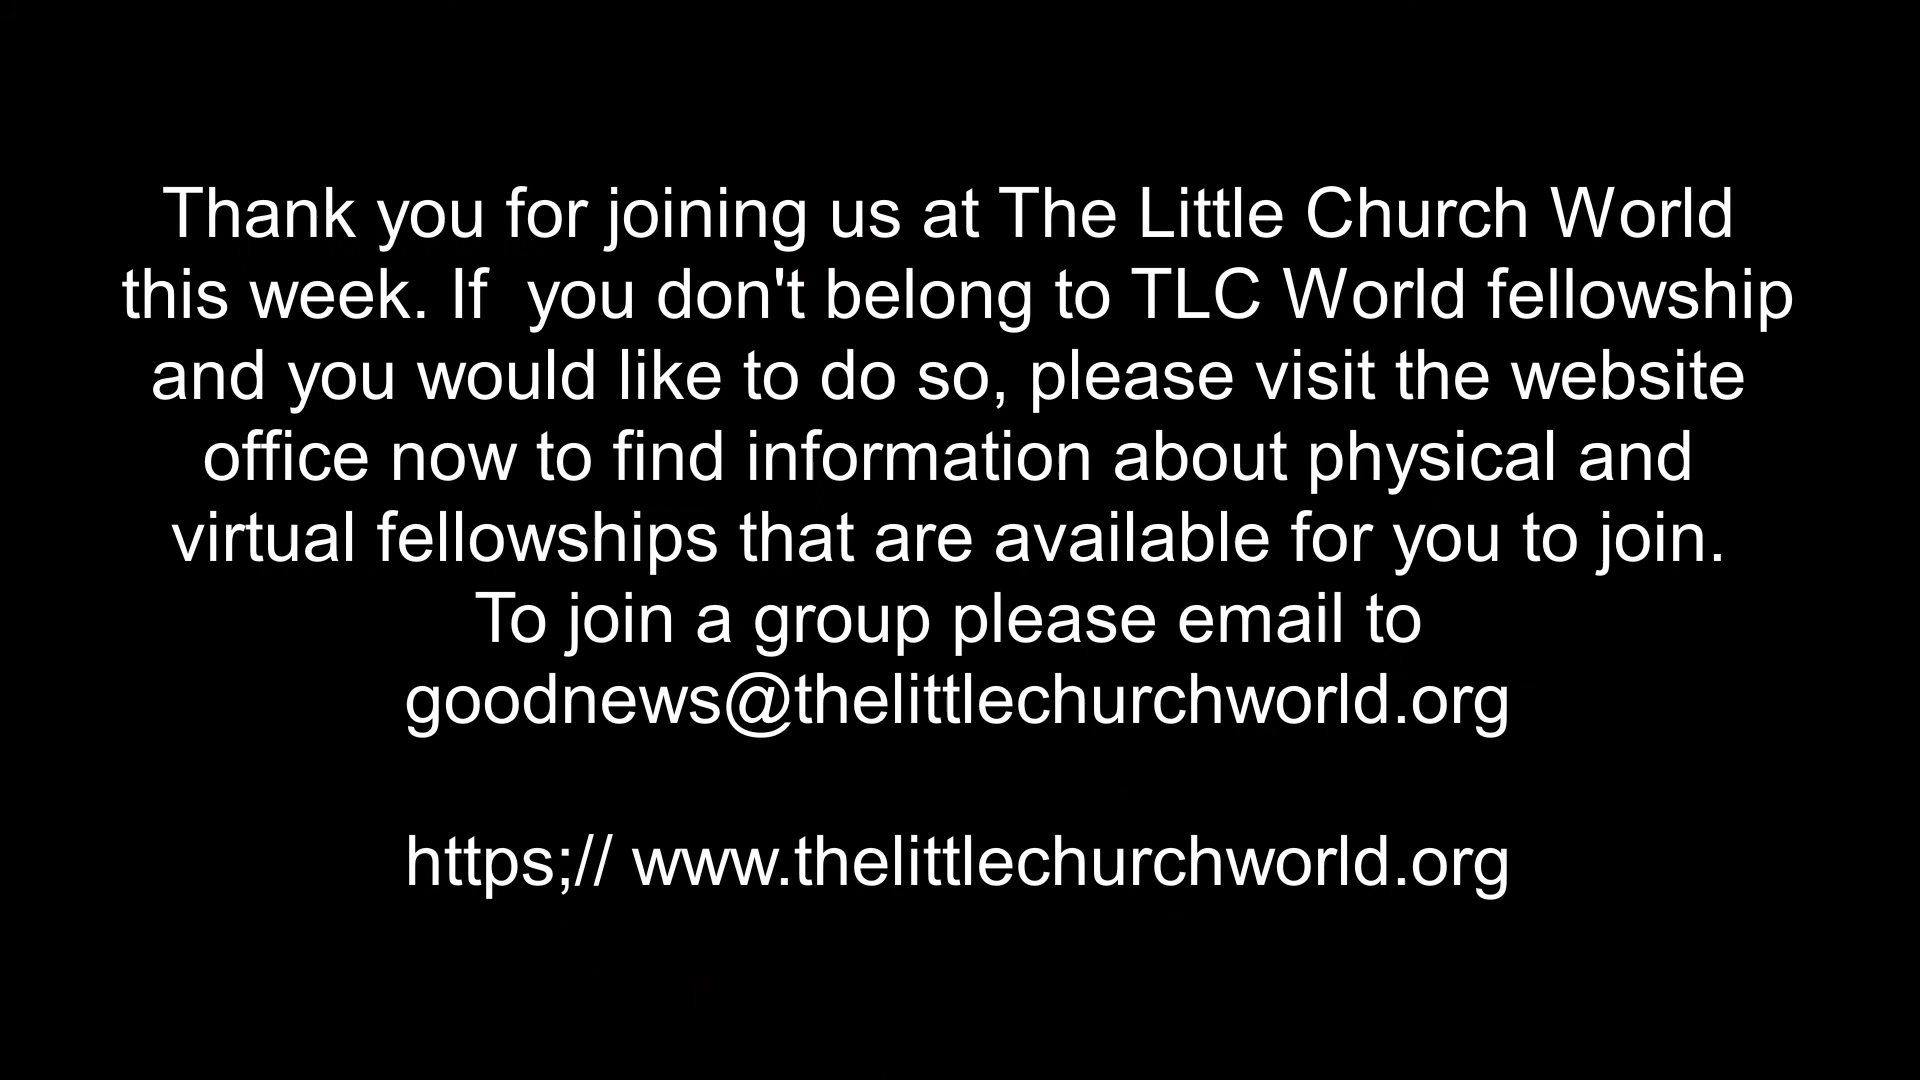 Thank you for joining us at The Little Church World
this week. If  you don't belong to TLC World fellowship
and you would like to do so, please visit the website
office now to find information about physical and
virtual fellowships that are available for you to join.
To join a group please email to
goodnews@thelittlechurchworld.org
https;// www.thelittlechurchworld.org